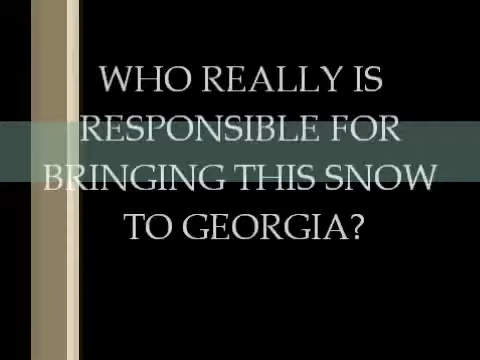 WHO REALLY IS
RESPONSIBLE FOR
BRINGING THIS SNOW
TO GEORGIA?